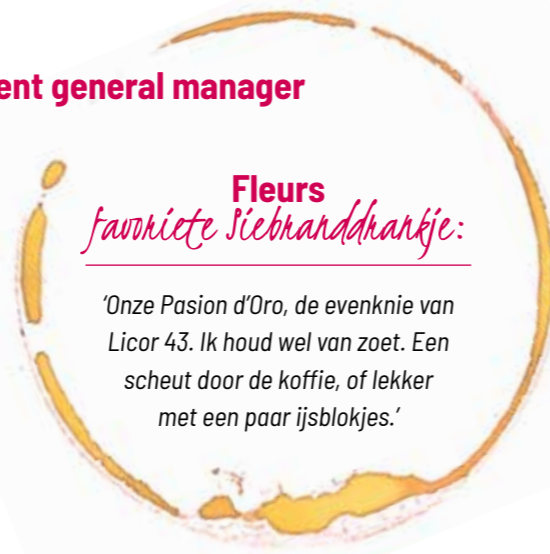 ent general manager
Fleurs
favoriete Siebranddrankje:
‘Onze Pasion d’Oro, de evenknie van
Licor 43. Ik houd wel van zoet. Een
scheut door de koffie, of lekker
met een paar ijsblokjes.’